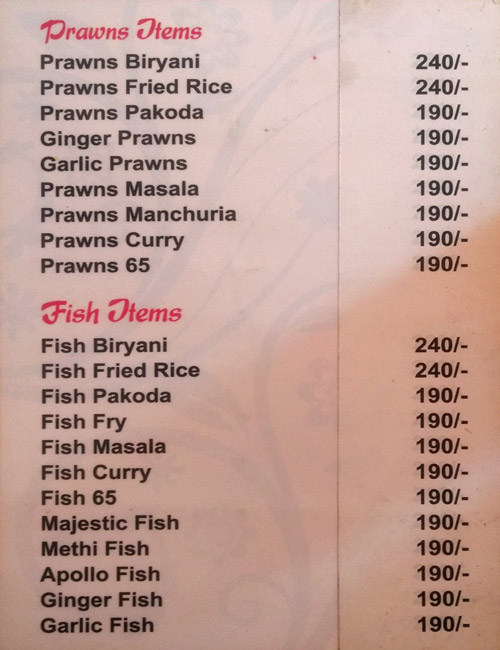 Prawns Items
Prawns Biryani 240/-
Prawns Fried Rice 240/-
Prawns Pakoda 190/-
Ginger Prawns 190/-
Garlic Prawns 190/-
Prawns Masala 190/-
Prawns Manchuria 190/-
Prawns Curry 190/-
Prawns 65 190/-
Fish Items
Fish Biryani 240/-
Fish Fried Rice 240/-
Fish Pakoda 190/-
Fish Fry 190/-
Fish Masala 190/-
Fish Curry 190/-
Fish 65 190/-
Majestic Fish 190/-
Methi Fish 190/-
Apollo Fish 190/-
Ginger Fish 190/-
Garlic Fish 190/-